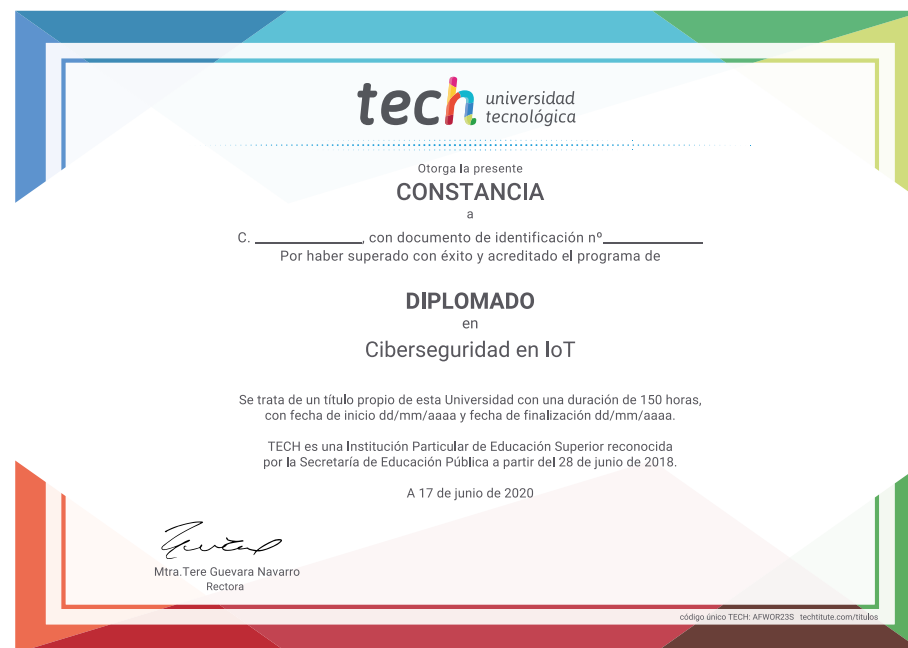 tech universidad
tecnológica
Otorga la presente
CONSTANCIA
a
C. ____________, con documento de identificación nº____________
Por haber superado con éxito y acreditado el programa de
DIPLOMADO
en
Ciberseguridad en IoT
Se trata de un título propio de esta Universidad con una duración de 150 horas,
con fecha de inicio dd/mm/aaaa y fecha de finalización dd/mm/aaaa.
TECH es una Institución Particular de Educación Superior reconocida
por la Secretaría de Educación Pública a partir del 28 de junio de 2018.
A 17 de junio de 2020
Mtra.Tere Guevara Navarro
Rectora
código único TECH: AFWOR23S techtitute.com/titulos